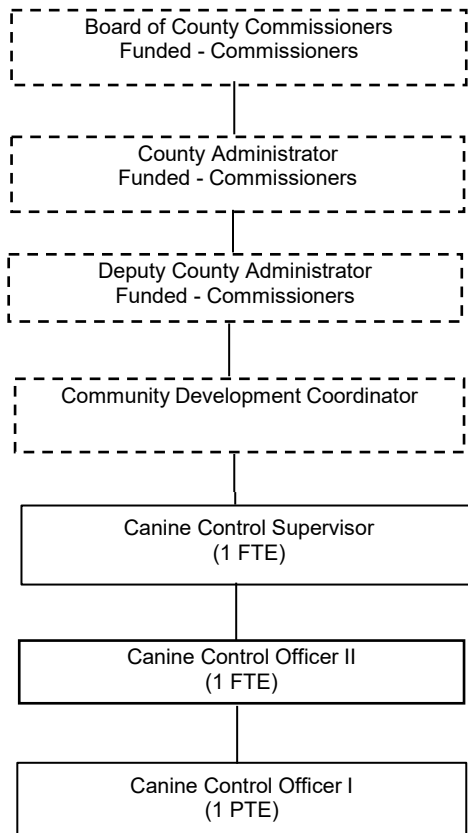 Board of County Commissioners
Funded - Commissioners
County Administrator
Funded - Commissioners
Deputy County Administrator
Funded - Commissioners
Community Development Coordinator
Canine Control Supervisor
(1 FTE)
Canine Control Officer II
(1 FTE)
Canine Control Officer I
(1 PTE)